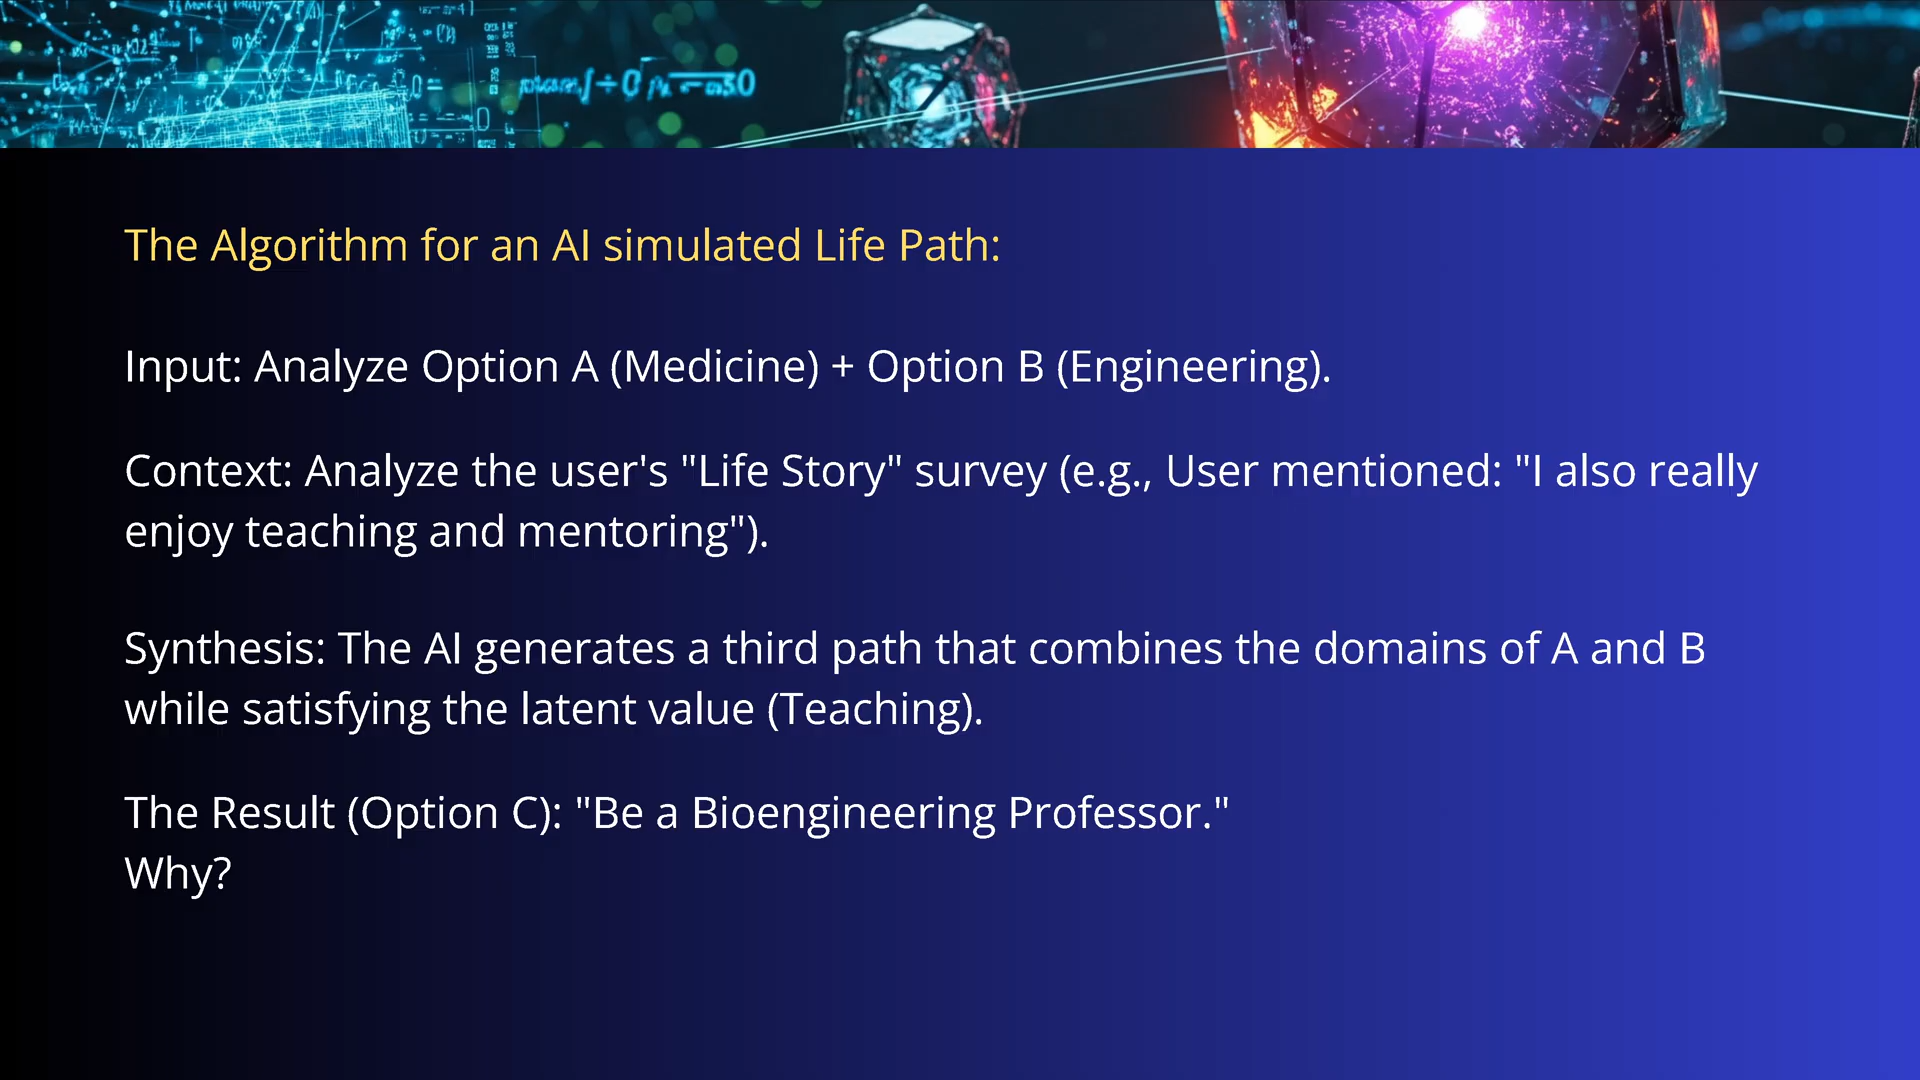 The Algorithm for an AI simulated Life Path:
Input: Analyze Option A (Medicine) + Option B (Engineering).
Context: Analyze the user's "Life Story" survey (e.g., User mentioned: "I also really
enjoy teaching and mentoring").
Synthesis: The AI generates a third path that combines the domains of A and B
while satisfying the latent value (Teaching).
The Result (Option C): "Be a Bioengineering Professor."
Why?